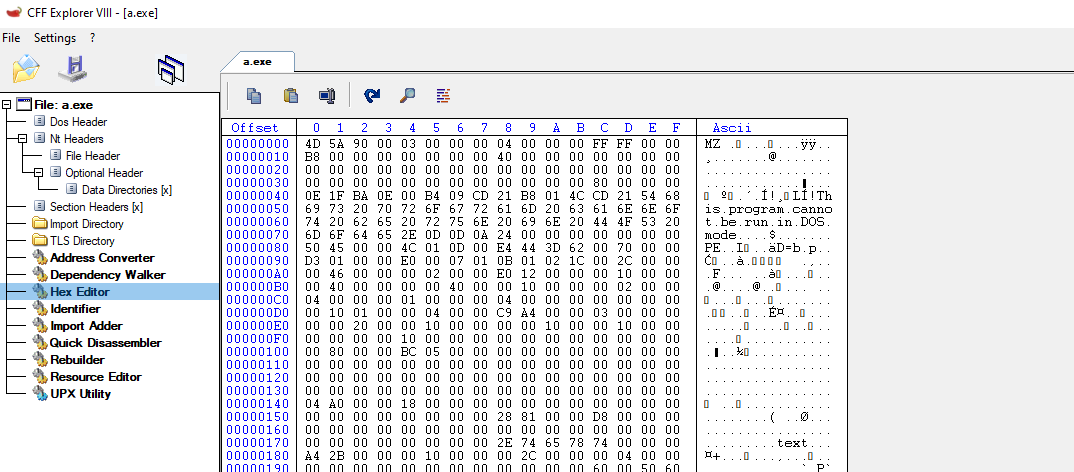 CFF Explorer VIII - [a.exe]
File Settings ?
a.exe
File: a.exe
Dos Header
Nt Headers
File Header
Optional Header
Data Directories [x]
Section Headers [x]
Import Directory
TLS Directory
Address Converter
Dependency Walker
Hex Editor
Identifier
Import Adder
Quick Disassembler
Rebuilder
Resource Editor
UPX Utility
Offset 0 1 2 3 4 5 6 7 8 9 A B C D E F Ascii
00000000 4D 5A 90 00 03 00 00 00 04 00 00 00 FF FF 00 00 MZ
00000010 B8 00 00 00 00 00 00 00 40 00 00 00 00 00 00 00
00000020 00 00 00 00 00 00 00 00 00 00 00 00 00 00 00 00
00000030 00 00 00 00 00 00 00 00 00 00 00 00 80 00 00 00
00000040 0E 1F BA 0E 00 B4 09 CD 21 B8 01 4C CD 21 54 68
00000050 69 73 20 70 72 6F 67 72 61 6D 20 63 61 6E 6E 6F is.program.canno
00000060 74 20 62 65 20 72 75 6E 20 69 6E 20 44 4F 53 20 t.be.run.in.DOS.
00000070 6D 6F 64 65 2E 0D 0D 0A 24 00 00 00 00 00 00 00 mode....$.......
00000080 50 45 00 00 4C 01 0D 00 E4 44 3D 62 00 70 00 00
00000090 D3 01 00 00 E0 00 07 01 0B 01 02 1C 00 2C 00 00
000000A0 00 46 00 00 00 02 00 00 E0 12 00 00 00 10 00 00
000000B0 00 40 00 00 00 00 40 00 00 10 00 00 00 02 00 00
000000C0 04 00 00 00 01 00 00 00 04 00 00 00 00 00 00 00
000000D0 00 10 01 00 00 04 00 00 C9 A4 00 00 03 00 00 00
000000E0 00 00 20 00 00 10 00 00 00 00 10 00 00 10 00 00
000000F0 00 00 00 00 10 00 00 00 00 00 00 00 00 00 00 00
00000100 00 80 00 00 BC 05 00 00 00 00 00 00 00 00 00 00
00000110 00 00 00 00 00 00 00 00 00 00 00 00 00 00 00 00
00000120 00 00 00 00 00 00 00 00 00 00 00 00 00 00 00 00
00000130 00 00 00 00 00 00 00 00 00 00 00 00 00 00 00 00
00000140 04 A0 00 00 18 00 00 00 00 00 00 00 00 00 00 00
00000150 00 00 00 00 00 00 00 00 28 81 00 00 D8 00 00 00
00000160 00 00 00 00 00 00 00 00 00 00 00 00 00 00 00 00
00000170 00 00 00 00 00 00 00 00 2E 74 65 78 74 00 00 00 .........text...
00000180 A4 2B 00 00 00 10 00 00 00 2C 00 00 00 04 00 00
00000190 00 00 00 00 00 00 00 00 00 00 00 00 60 00 50 60